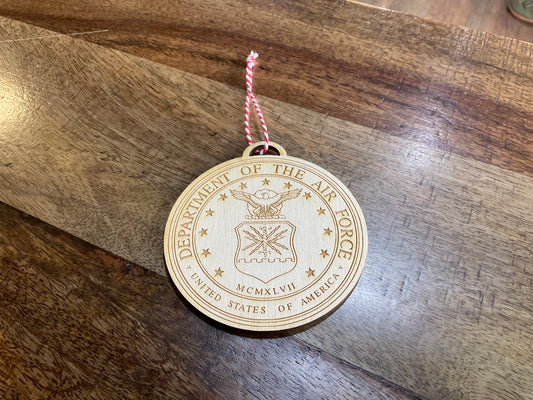 DEPARTMENT OF THE AIR FORCE
MCMXLVII
UNITED STATES OF AMERICA